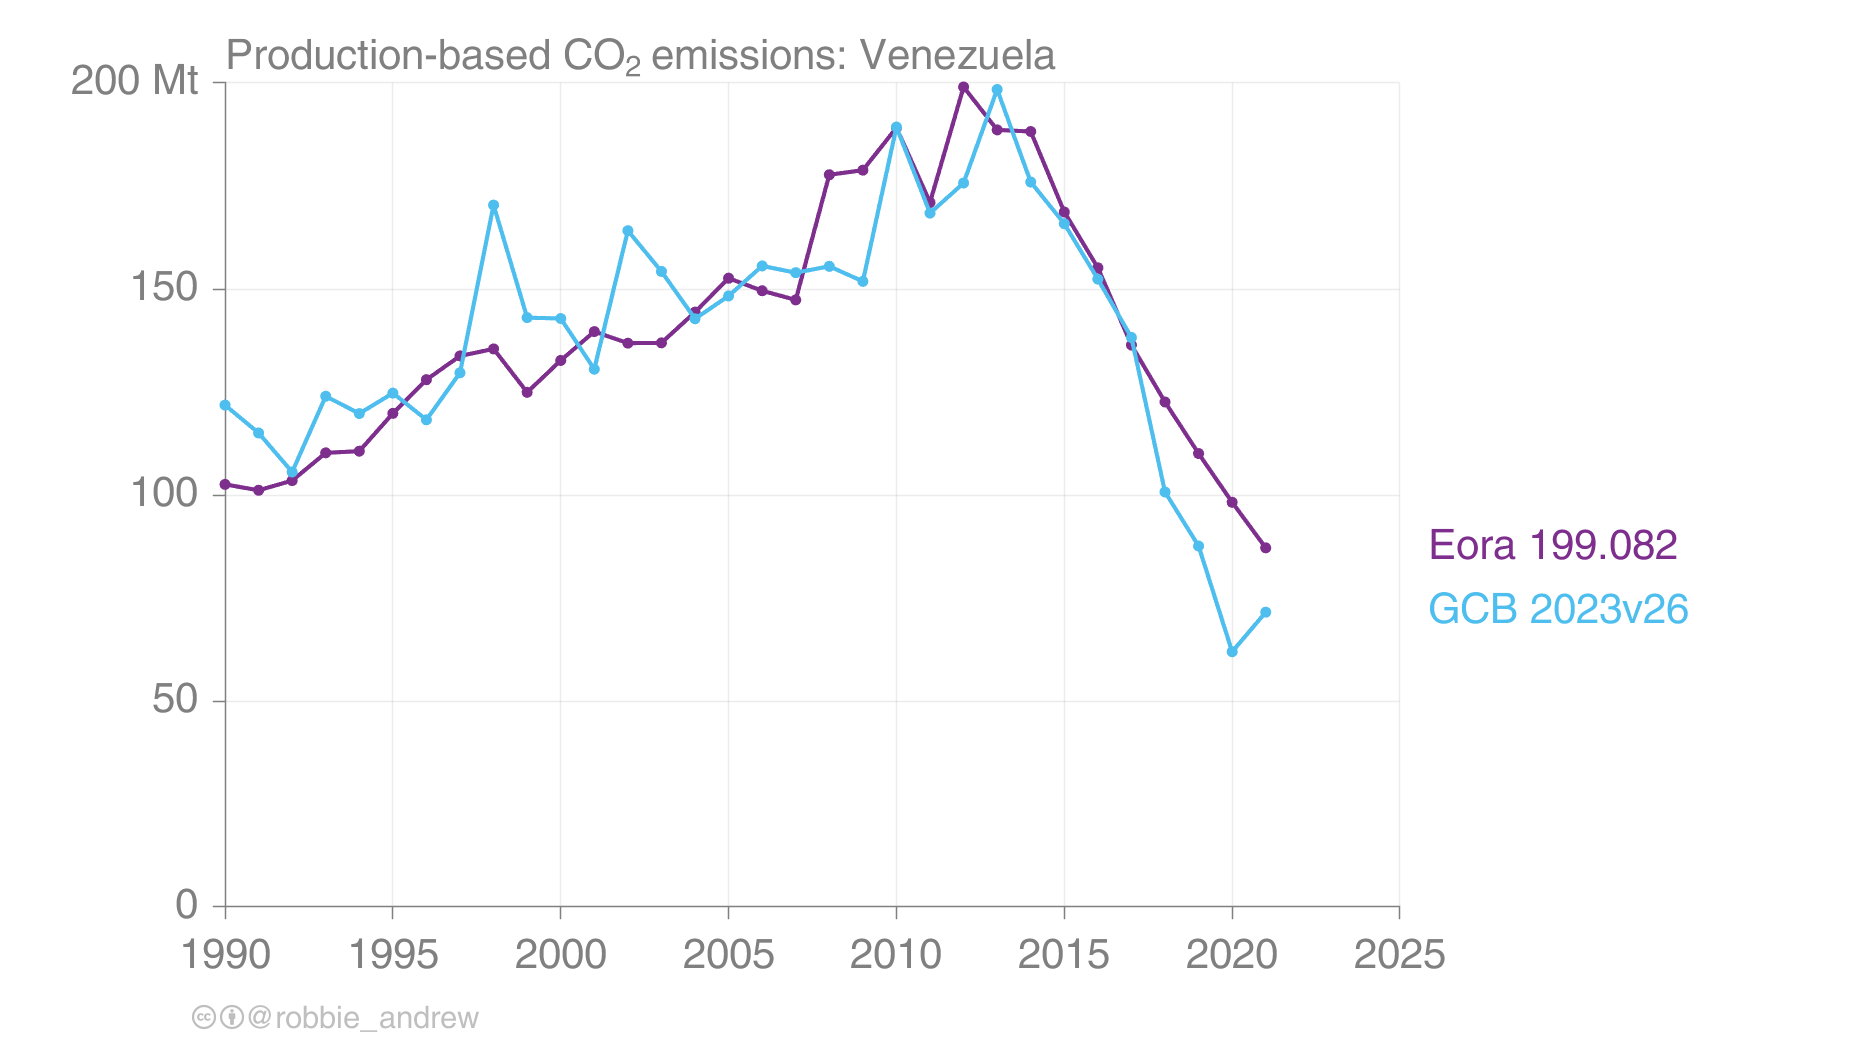 Production-based CO₂ emissions: Venezuela
200 Mt
150
100
50
0
1990 1995 2000 2005 2010 2015 2020 2025
Eora 199.082
GCB 2023v26
@robbie_andrew